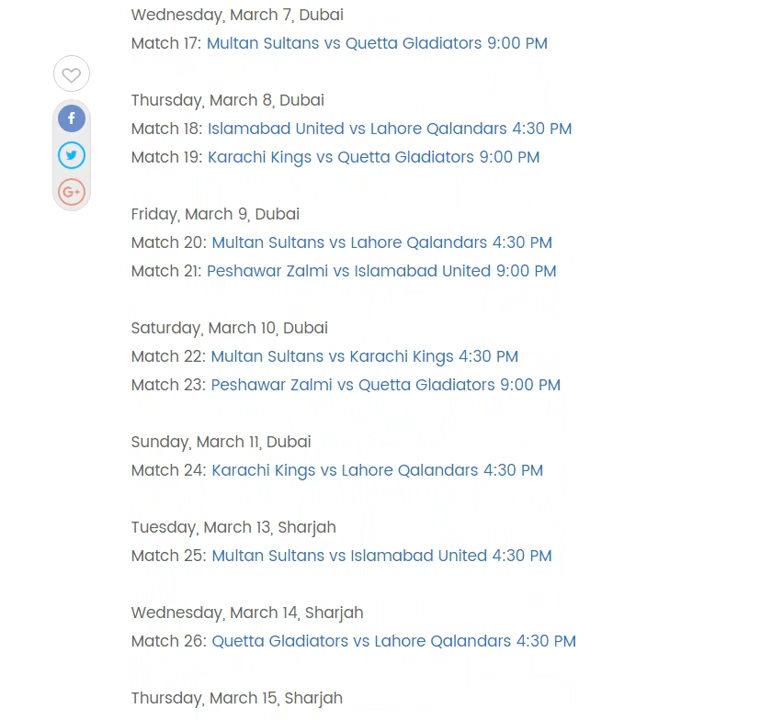 Wednesday, March 7, Dubai
Match 17: Multan Sultans vs Quetta Gladiators 9:00 PM
Thursday, March 8, Dubai
Match 18: Islamabad United vs Lahore Qalandars 4:30 PM
Match 19: Karachi Kings vs Quetta Gladiators 9:00 PM
Friday, March 9, Dubai
Match 20: Multan Sultans vs Lahore Qalandars 4:30 PM
Match 21: Peshawar Zalmi vs Islamabad United 9:00 PM
Saturday, March 10, Dubai
Match 22: Multan Sultans vs Karachi Kings 4:30 PM
Match 23: Peshawar Zalmi vs Quetta Gladiators 9:00 PM
Sunday, March 11, Dubai
Match 24: Karachi Kings vs Lahore Qalandars 4:30 PM
Tuesday, March 13, Sharjah
Match 25: Multan Sultans vs Islamabad United 4:30 PM
Wednesday, March 14, Sharjah
Match 26: Quetta Gladiators vs Lahore Qalandars 4:30 PM
Thursday, March 15, Sharjah
f
G+